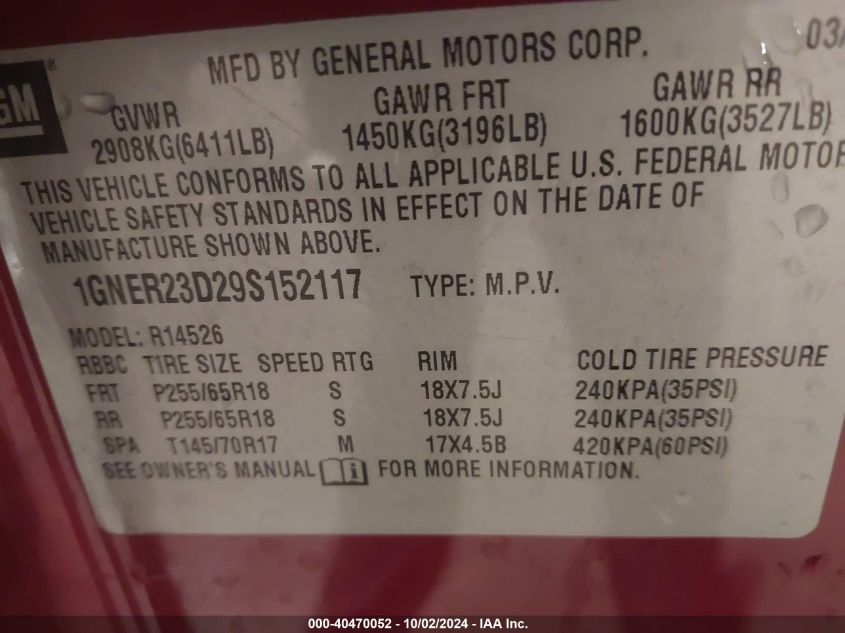 GM ®
MFD BY GENERAL MOTORS CORP. 03/
GVWR GAWR FRT GAWR RR
2908KG(6411LB) 1450KG(3196LB) 1600KG(3527LB)
THIS VEHICLE CONFORMS TO ALL APPLICABLE U.S. FEDERAL MOTOR
VEHICLE SAFETY STANDARDS IN EFFECT ON THE DATE OF
MANUFACTURE SHOWN ABOVE.
1GNER23D29S152117 TYPE: M.P.V.
MODEL: R14526
RBBC TIRE SIZE SPEED RTG RIM COLD TIRE PRESSURE
FRT P255/65R18 S 18X7.5J 240KPA(35PSI)
RR P255/65R18 S 18X7.5J 240KPA(35PSI)
SPA T145/70R17 M 17X4.5B 420KPA(60PSI)
SEE OWNER'S MANUAL i FOR MORE INFORMATION.
000-40470052 - 10/02/2024 - IAA Inc.